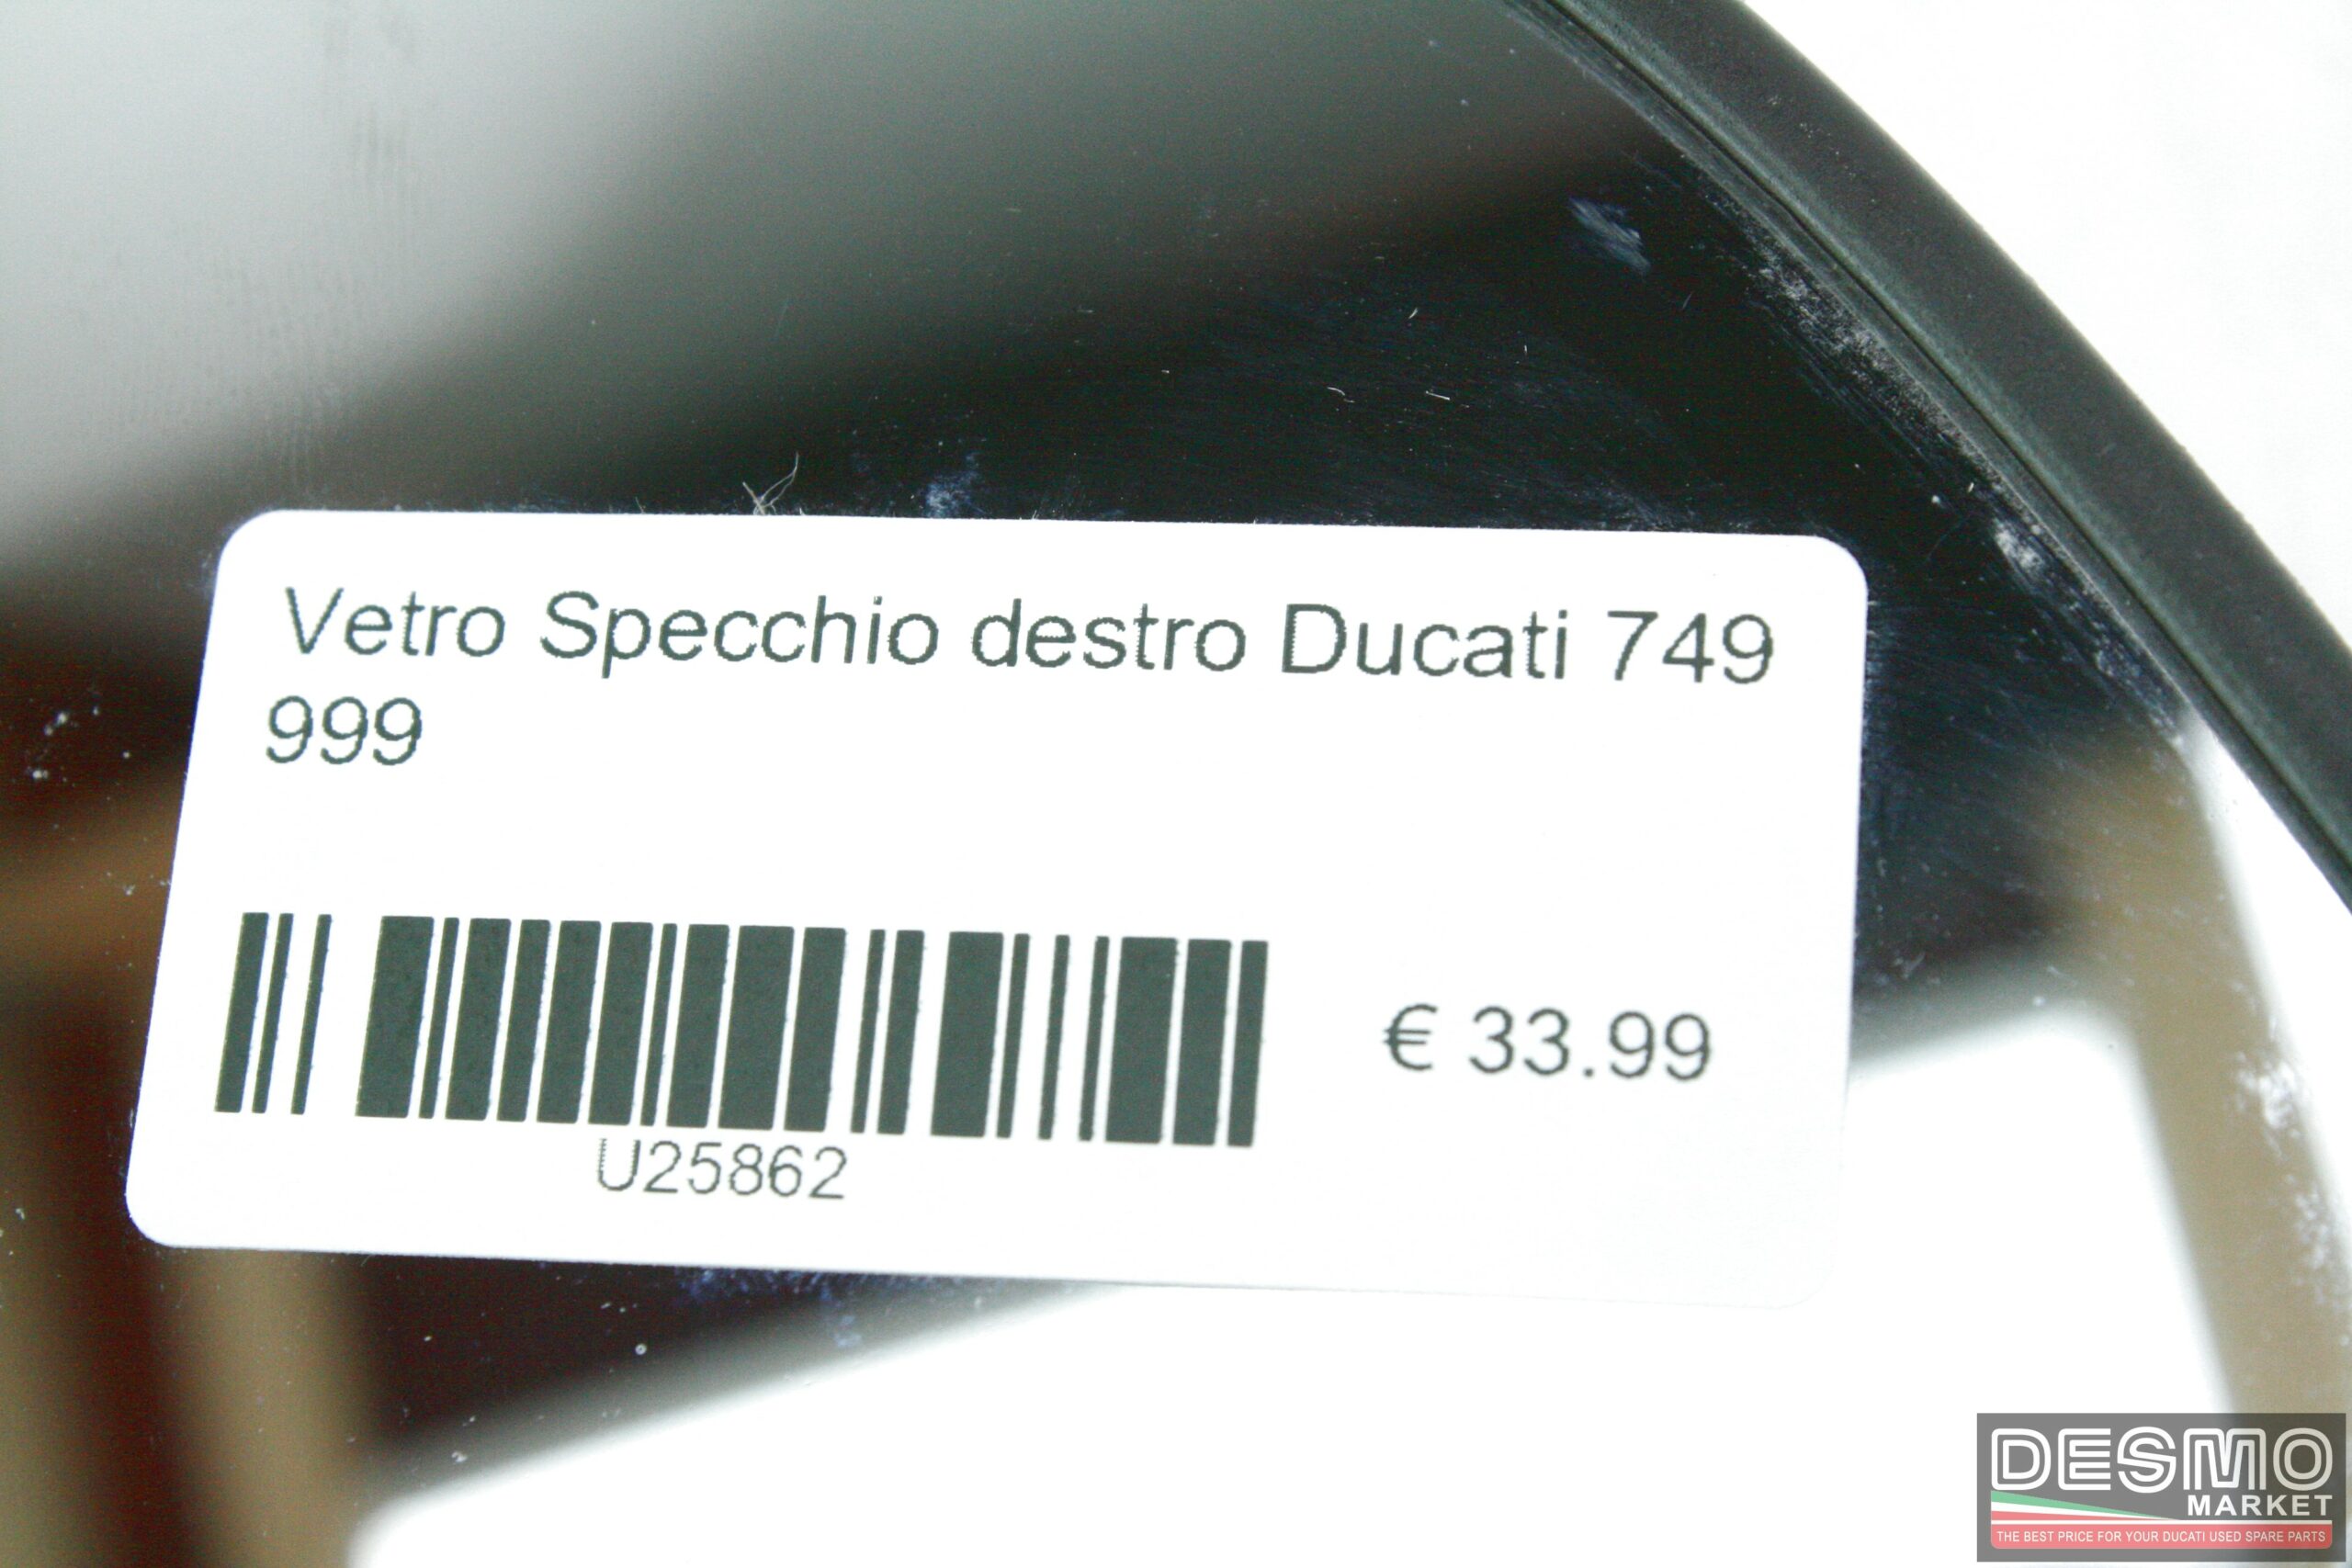 Vetro Specchio destro Ducati 749
999
€ 33.99
U25862
DESMO
MARKET
THE BEST PRICE FOR YOUR DUCATI USED SPARE PARTS